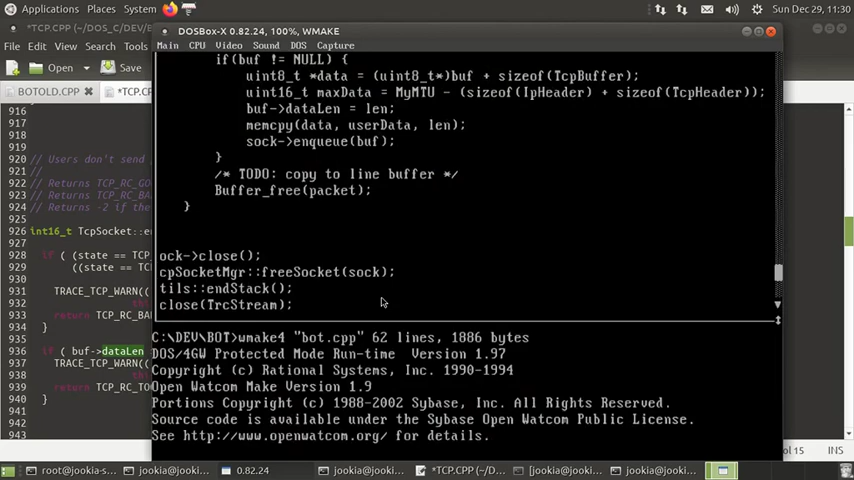 Applications Places System Sun Dec 29, 11:30
*TCP.CPP (~/DOS_C/DEV/B
DOSBox-X 0.82.24, 100%, WMAKE
File Edit View Search
Main CPU Video Sound DOS Capture
Open Save
BOTOLD.CPP *TCP.CPP
if(buf != NULL) {
uint8_t *data = (uint8_t*)buf + sizeof(TcpBuffer);
uint16_t maxData = MyMTU - (sizeof(IpHeader) + sizeof(TcpHeader));
buf->dataLen = len;
memcpy(data, userData, len);
sock->enqueue(buf);
}
/* TODO: copy to line buffer */
Buffer_free(packet);
}
ock->close();
cpSocketMgr::freeSocket(sock);
tils::endStack();
close(TrcStream);
C:\DEV\BOT>wmake4 "bot.cpp" 62 lines, 1886 bytes
DOS/4GW Protected Mode Run-time Version 1.97
Copyright (c) Rational Systems, Inc. 1990-1994
Open Watcom Make Version 1.9
Portions Copyright (c) 1988-2002 Sybase, Inc. All Rights Reserved.
Source code is available under the Sybase Open Watcom Public License.
See http://www.openwatcom.org/ for details.
916
917
918
919
920 // Users don't send
921 //
922 // Returns TCP_RC_GO
923 // Returns TCP_RC_BA
924 // Returns -2 if the
925
926 int16_t TcpSocket::e
927
928 if ( (state == TCP
929 ((state == TCP
930
931 TRACE_TCP_WARN((
932 thi
933 return TCP_RC_BA
934 }
935
936 if ( buf->dataLen
937 TRACE_TCP_WARN((
938 thi
939 return TCP_RC_TO
940 }
941
942
943
ol 15 INS
root@jookia-s... jookia@jooki... 0.82.24 jookia@jooki... *TCP.CPP (~/D... [jookia@jooki... jookia@jooki...